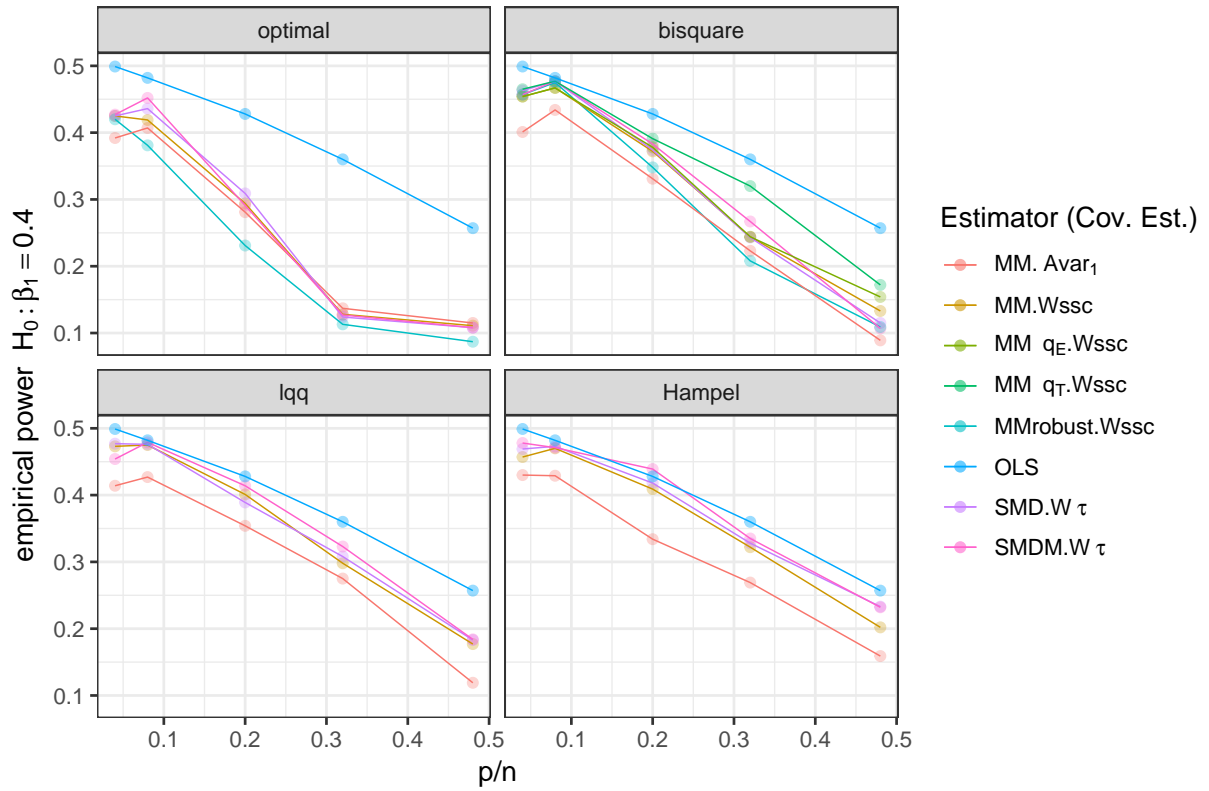 optimal
bisquare
0.5
0.4
0.3
0.2
0.1
lqq
Hampel
0.5
0.4
0.3
0.2
0.1
0.1 0.2 0.3 0.4 0.5
0.1 0.2 0.3 0.4 0.5
p/n
empirical power H₀ : β₁ = 0.4
Estimator (Cov. Est.)
MM. Avar₁
MM.Wssc
MM q_E.Wssc
MM q_T.Wssc
MMrobust.Wssc
OLS
SMD.W τ
SMDM.W τ